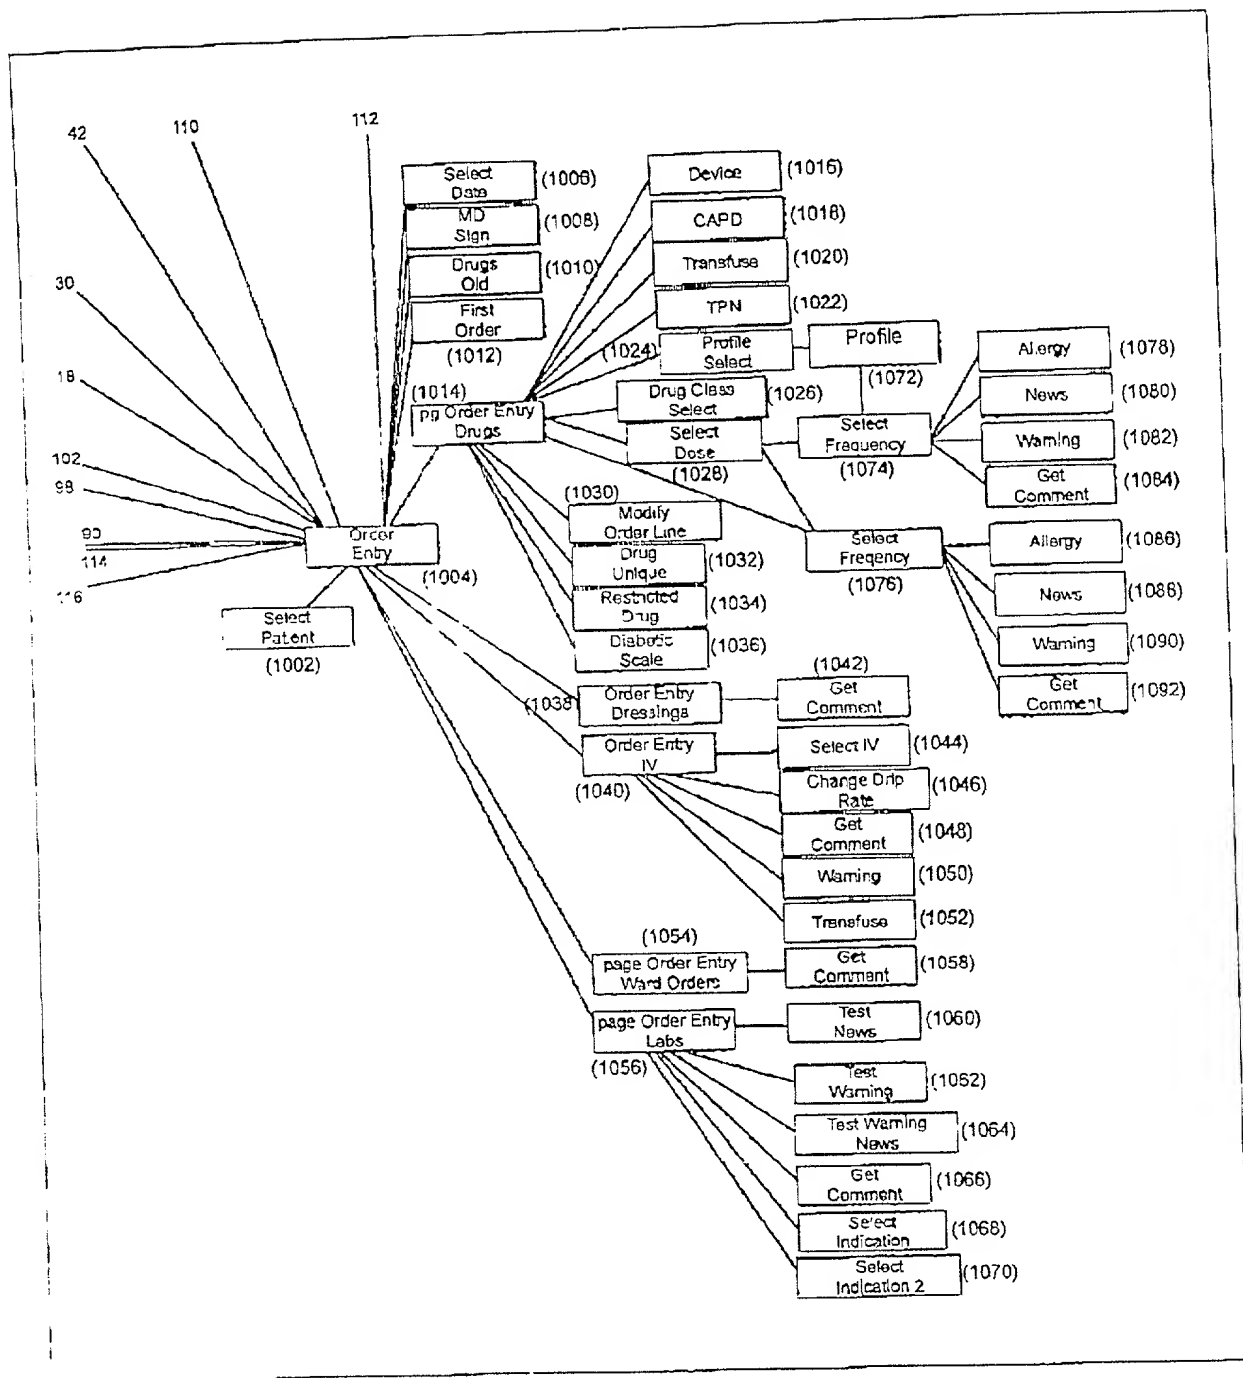 42
110
112
30
18
102
98
90
114
116
Select
Date
(1006)
MD
Sign
(1008)
Drugs
Old
(1010)
First
Order
(1012)
(1014)
pg Order Entry
Drugs
Order
Entry
(1004)
Select
Patient
(1002)
Device
(1016)
CAPD
(1018)
Transfuse
(1020)
TPN
(1022)
(1024)
Profile
Select
Profile
(1072)
Drug Class
Select
(1026)
Select
Dose
(1028)
Select
Frequency
(1074)
Allergy
(1078)
News
(1080)
Warning
(1082)
Get
Comment
(1084)
(1030)
Modify
Order Line
Drug
Unique
(1032)
Restricted
Drug
(1034)
Diabetic
Scale
(1036)
Select
Freqency
(1076)
Allergy
(1086)
News
(1088)
Warning
(1090)
Get
Comment
(1092)
(1038)
Order Entry
Dressings
(1042)
Get
Comment
Order Entry
IV
(1040)
Select IV
(1044)
Change Drip
Rate
(1046)
Get
Comment
(1048)
Warning
(1050)
Transfuse
(1052)
(1054)
page Order Entry
Ward Orders
Get
Comment
(1058)
page Order Entry
Labs
(1056)
Test
News
(1060)
Test
Warning
(1062)
Test Warning
News
(1064)
Get
Comment
(1066)
Select
Indication
(1068)
Select
Indication 2
(1070)